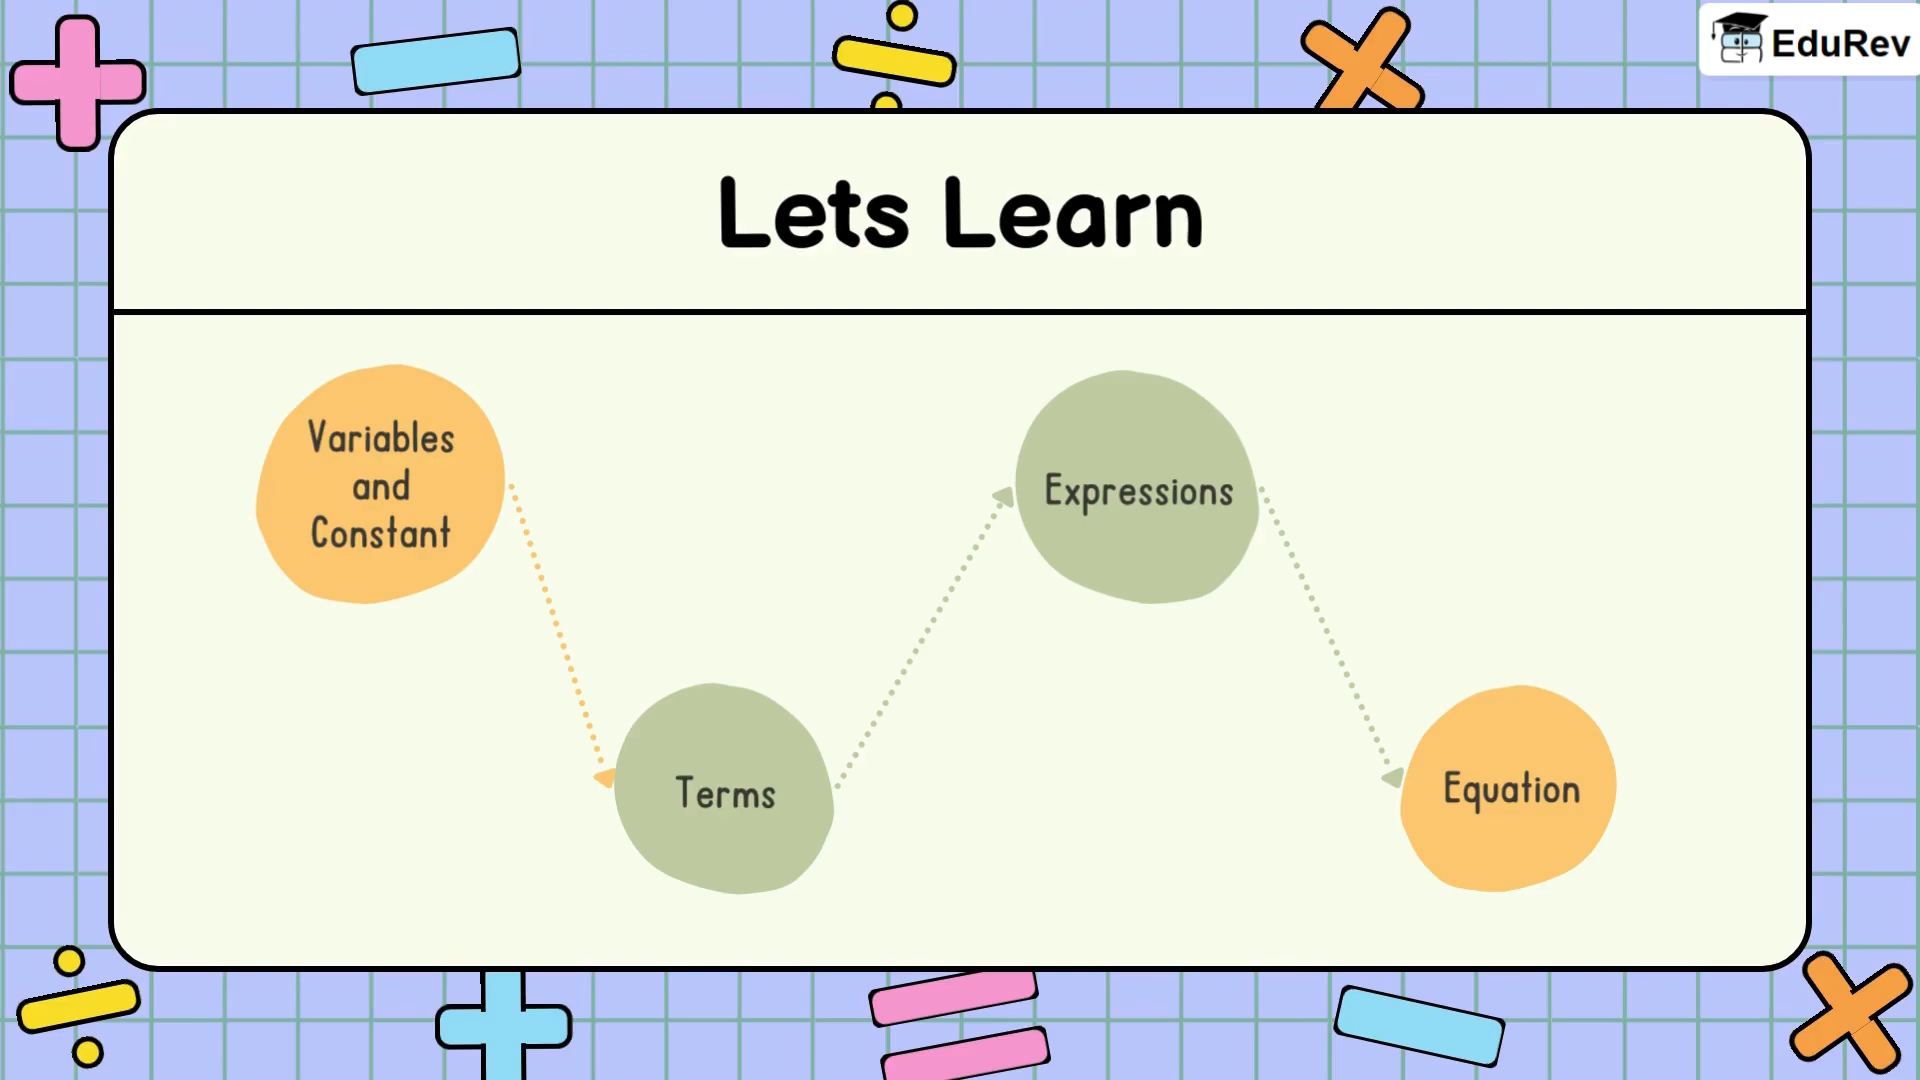 EduRev
Lets Learn
Variables
and
Constant
Expressions
Terms
Equation